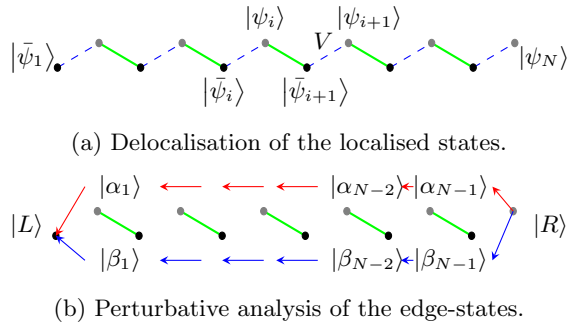 |ψ_i⟩ |ψ_{i+1}⟩
V
|ψ̄_1⟩ |ψ_N⟩
|ψ̄_i⟩ |ψ̄_{i+1}⟩
(a) Delocalisation of the localised states.
|α_1⟩ |α_{N−2}⟩ |α_{N−1}⟩
|L⟩ |R⟩
|β_1⟩ |β_{N−2}⟩ |β_{N−1}⟩
(b) Perturbative analysis of the edge-states.